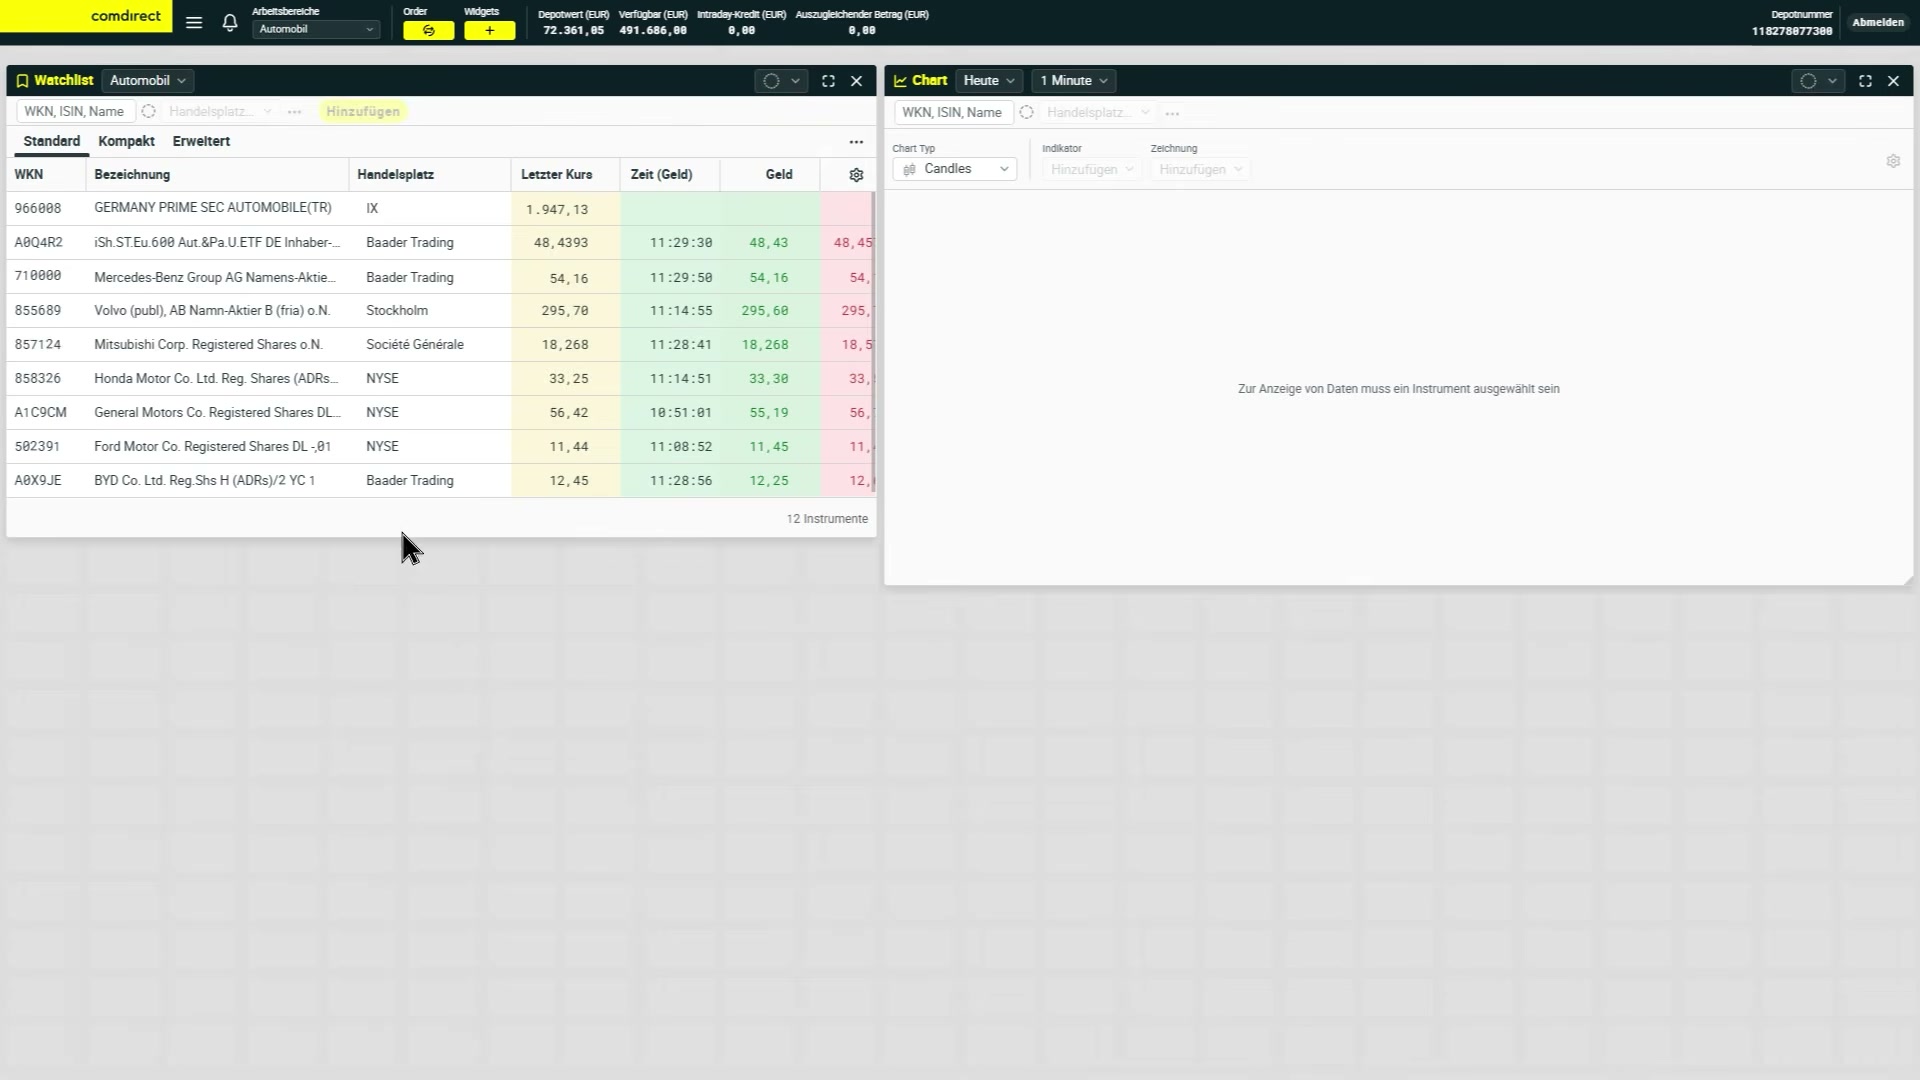 comdirect
Arbeitsbereiche
Automobil
Order
Widgets
Depotwert (EUR) Verfügbar (EUR) Intraday-Kredit (EUR) Auszugleichender Betrag (EUR)
72.361,05 491.686,00 0,00 0,00
Depotnummer
118278077300
Abmelden
Watchlist Automobil
WKN, ISIN, Name Handelsplatz... Hinzufügen
Standard Kompakt Erweitert
WKN Bezeichnung Handelsplatz Letzter Kurs Zeit (Geld) Geld
966008 GERMANY PRIME SEC AUTOMOBILE(TR) IX 1.947,13
A0Q4R2 iSh.ST.Eu.600 Aut.&Pa.U.ETF DE Inhaber-... Baader Trading 48,4393 11:29:30 48,43 48,45
710000 Mercedes-Benz Group AG Namens-Aktie... Baader Trading 54,16 11:29:50 54,16 54,
855689 Volvo (publ), AB Namn-Aktier B (fria) o.N. Stockholm 295,70 11:14:55 295,60 295,
857124 Mitsubishi Corp. Registered Shares o.N. Société Générale 18,268 11:28:41 18,268 18,5
858326 Honda Motor Co. Ltd. Reg. Shares (ADRs... NYSE 33,25 11:14:51 33,30 33,
A1C9CM General Motors Co. Registered Shares DL... NYSE 56,42 10:51:01 55,19 56,
502391 Ford Motor Co. Registered Shares DL -,01 NYSE 11,44 11:08:52 11,45 11,
A0X9JE BYD Co. Ltd. Reg.Shs H (ADRs)/2 YC 1 Baader Trading 12,45 11:28:56 12,25 12,
12 Instrumente
Chart Heute 1 Minute
WKN, ISIN, Name Handelsplatz...
Chart Typ Indikator Zeichnung
Candles Hinzufügen Hinzufügen
Zur Anzeige von Daten muss ein Instrument ausgewählt sein